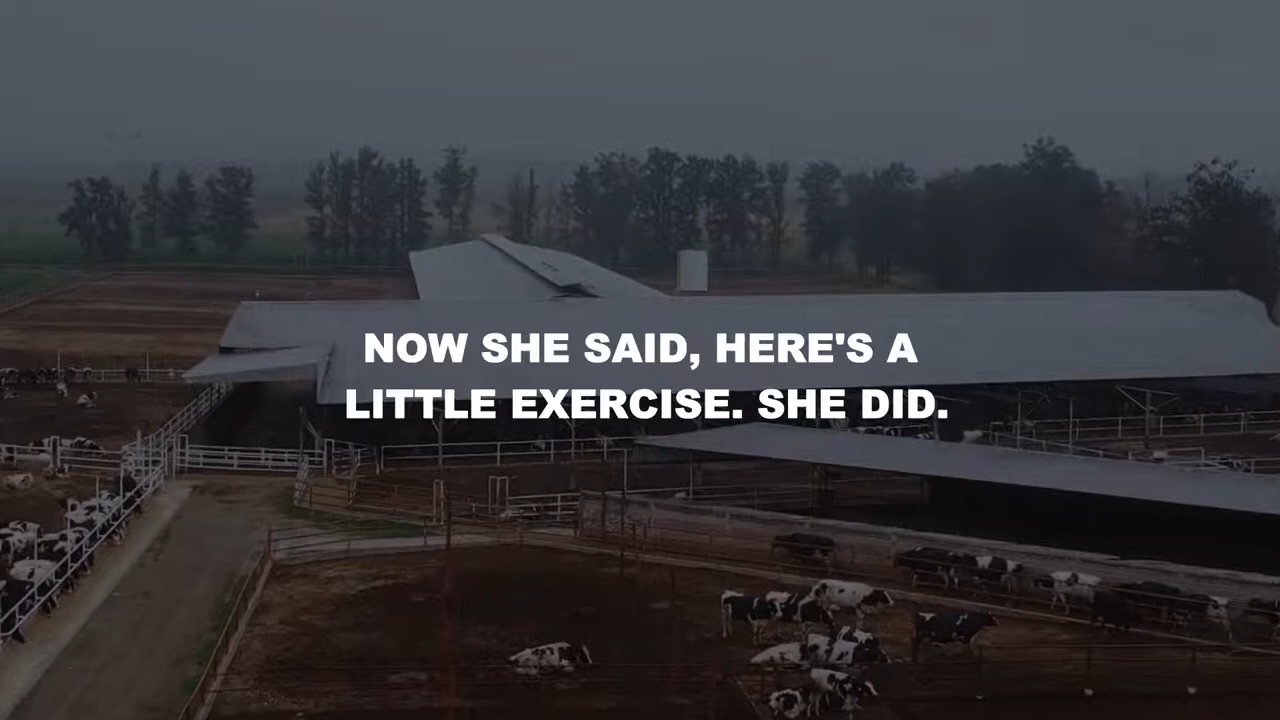 NOW SHE SAID, HERE'S A
LITTLE EXERCISE. SHE DID.